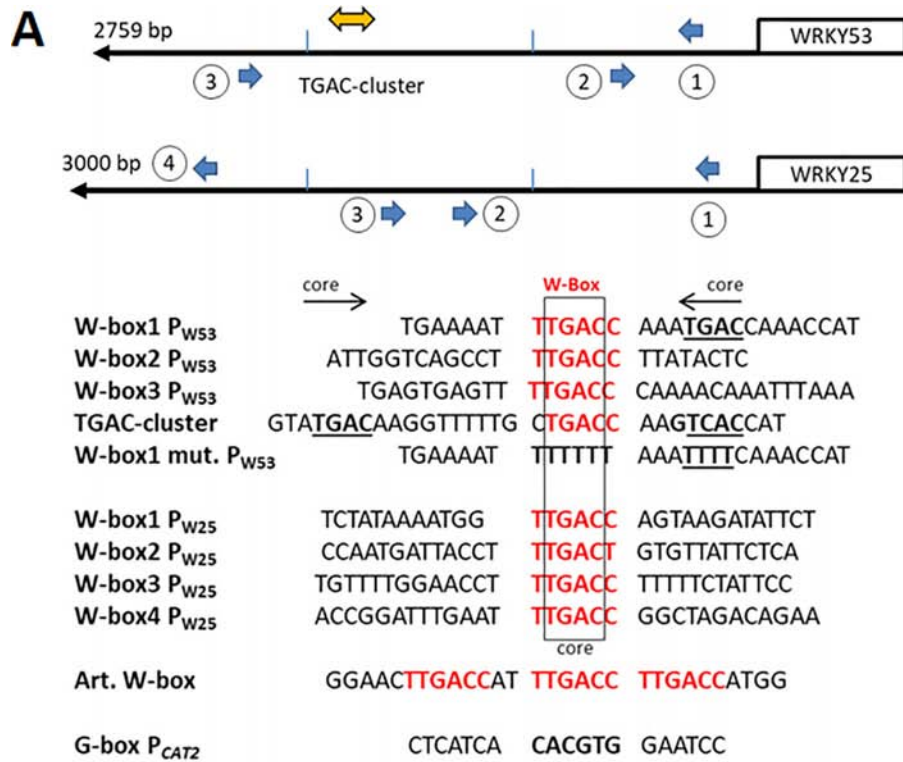 A
2759 bp
WRKY53
3 TGAC-cluster 2 1
3000 bp 4
WRKY25
3 2 1
core W-Box core
W-box1 PW53 TGAAAAT TTGACC AAATGACCAAACCAT
W-box2 PW53 ATTGGTCAGCCT TTGACC TTATACTC
W-box3 PW53 TGAGTGAGTT TTGACC CAAAACAAATTTAAA
TGAC-cluster GTATGACAAGGTTTTTG CTGACC AAGTCACCAT
W-box1 mut. PW53 TGAAAAT TTTTTT AAATTTTCAAACCAT
W-box1 PW25 TCTATAAAATGG TTGACC AGTAAGATATTCT
W-box2 PW25 CCAATGATTACCT TTGACT GTGTTATTCTCA
W-box3 PW25 TGTTTTGGAACCT TTGACC TTTTTCTATTCC
W-box4 PW25 ACCGGATTTGAAT TTGACC GGCTAGACAGAA
core
Art. W-box GGAACTTGACCAT TTGACC TTGACCATGG
G-box PCAT2 CTCATCA CACGTG GAATCC